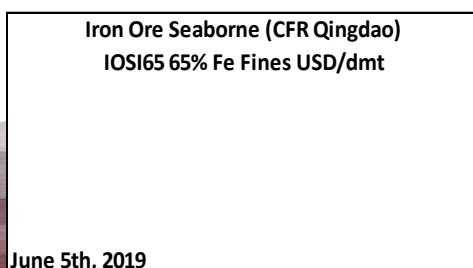 Iron Ore Seaborne (CFR Qingdao)
IOSI65 65% Fe Fines USD/dmt
June 5th, 2019